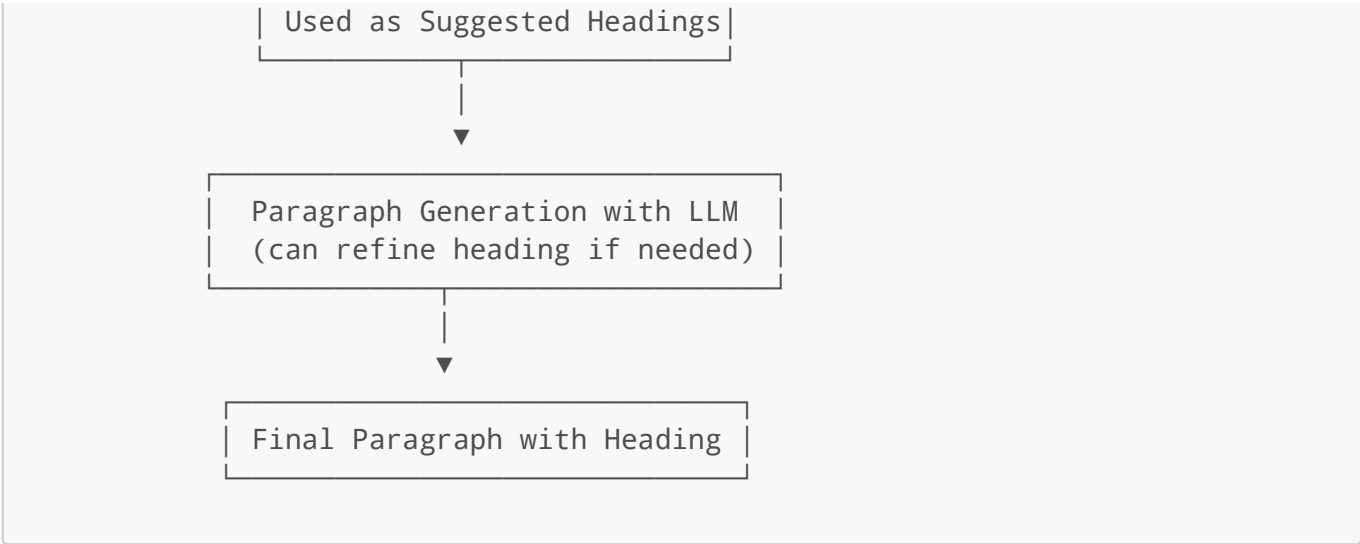 Used as Suggested Headings
Paragraph Generation with LLM
(can refine heading if needed)
Final Paragraph with Heading